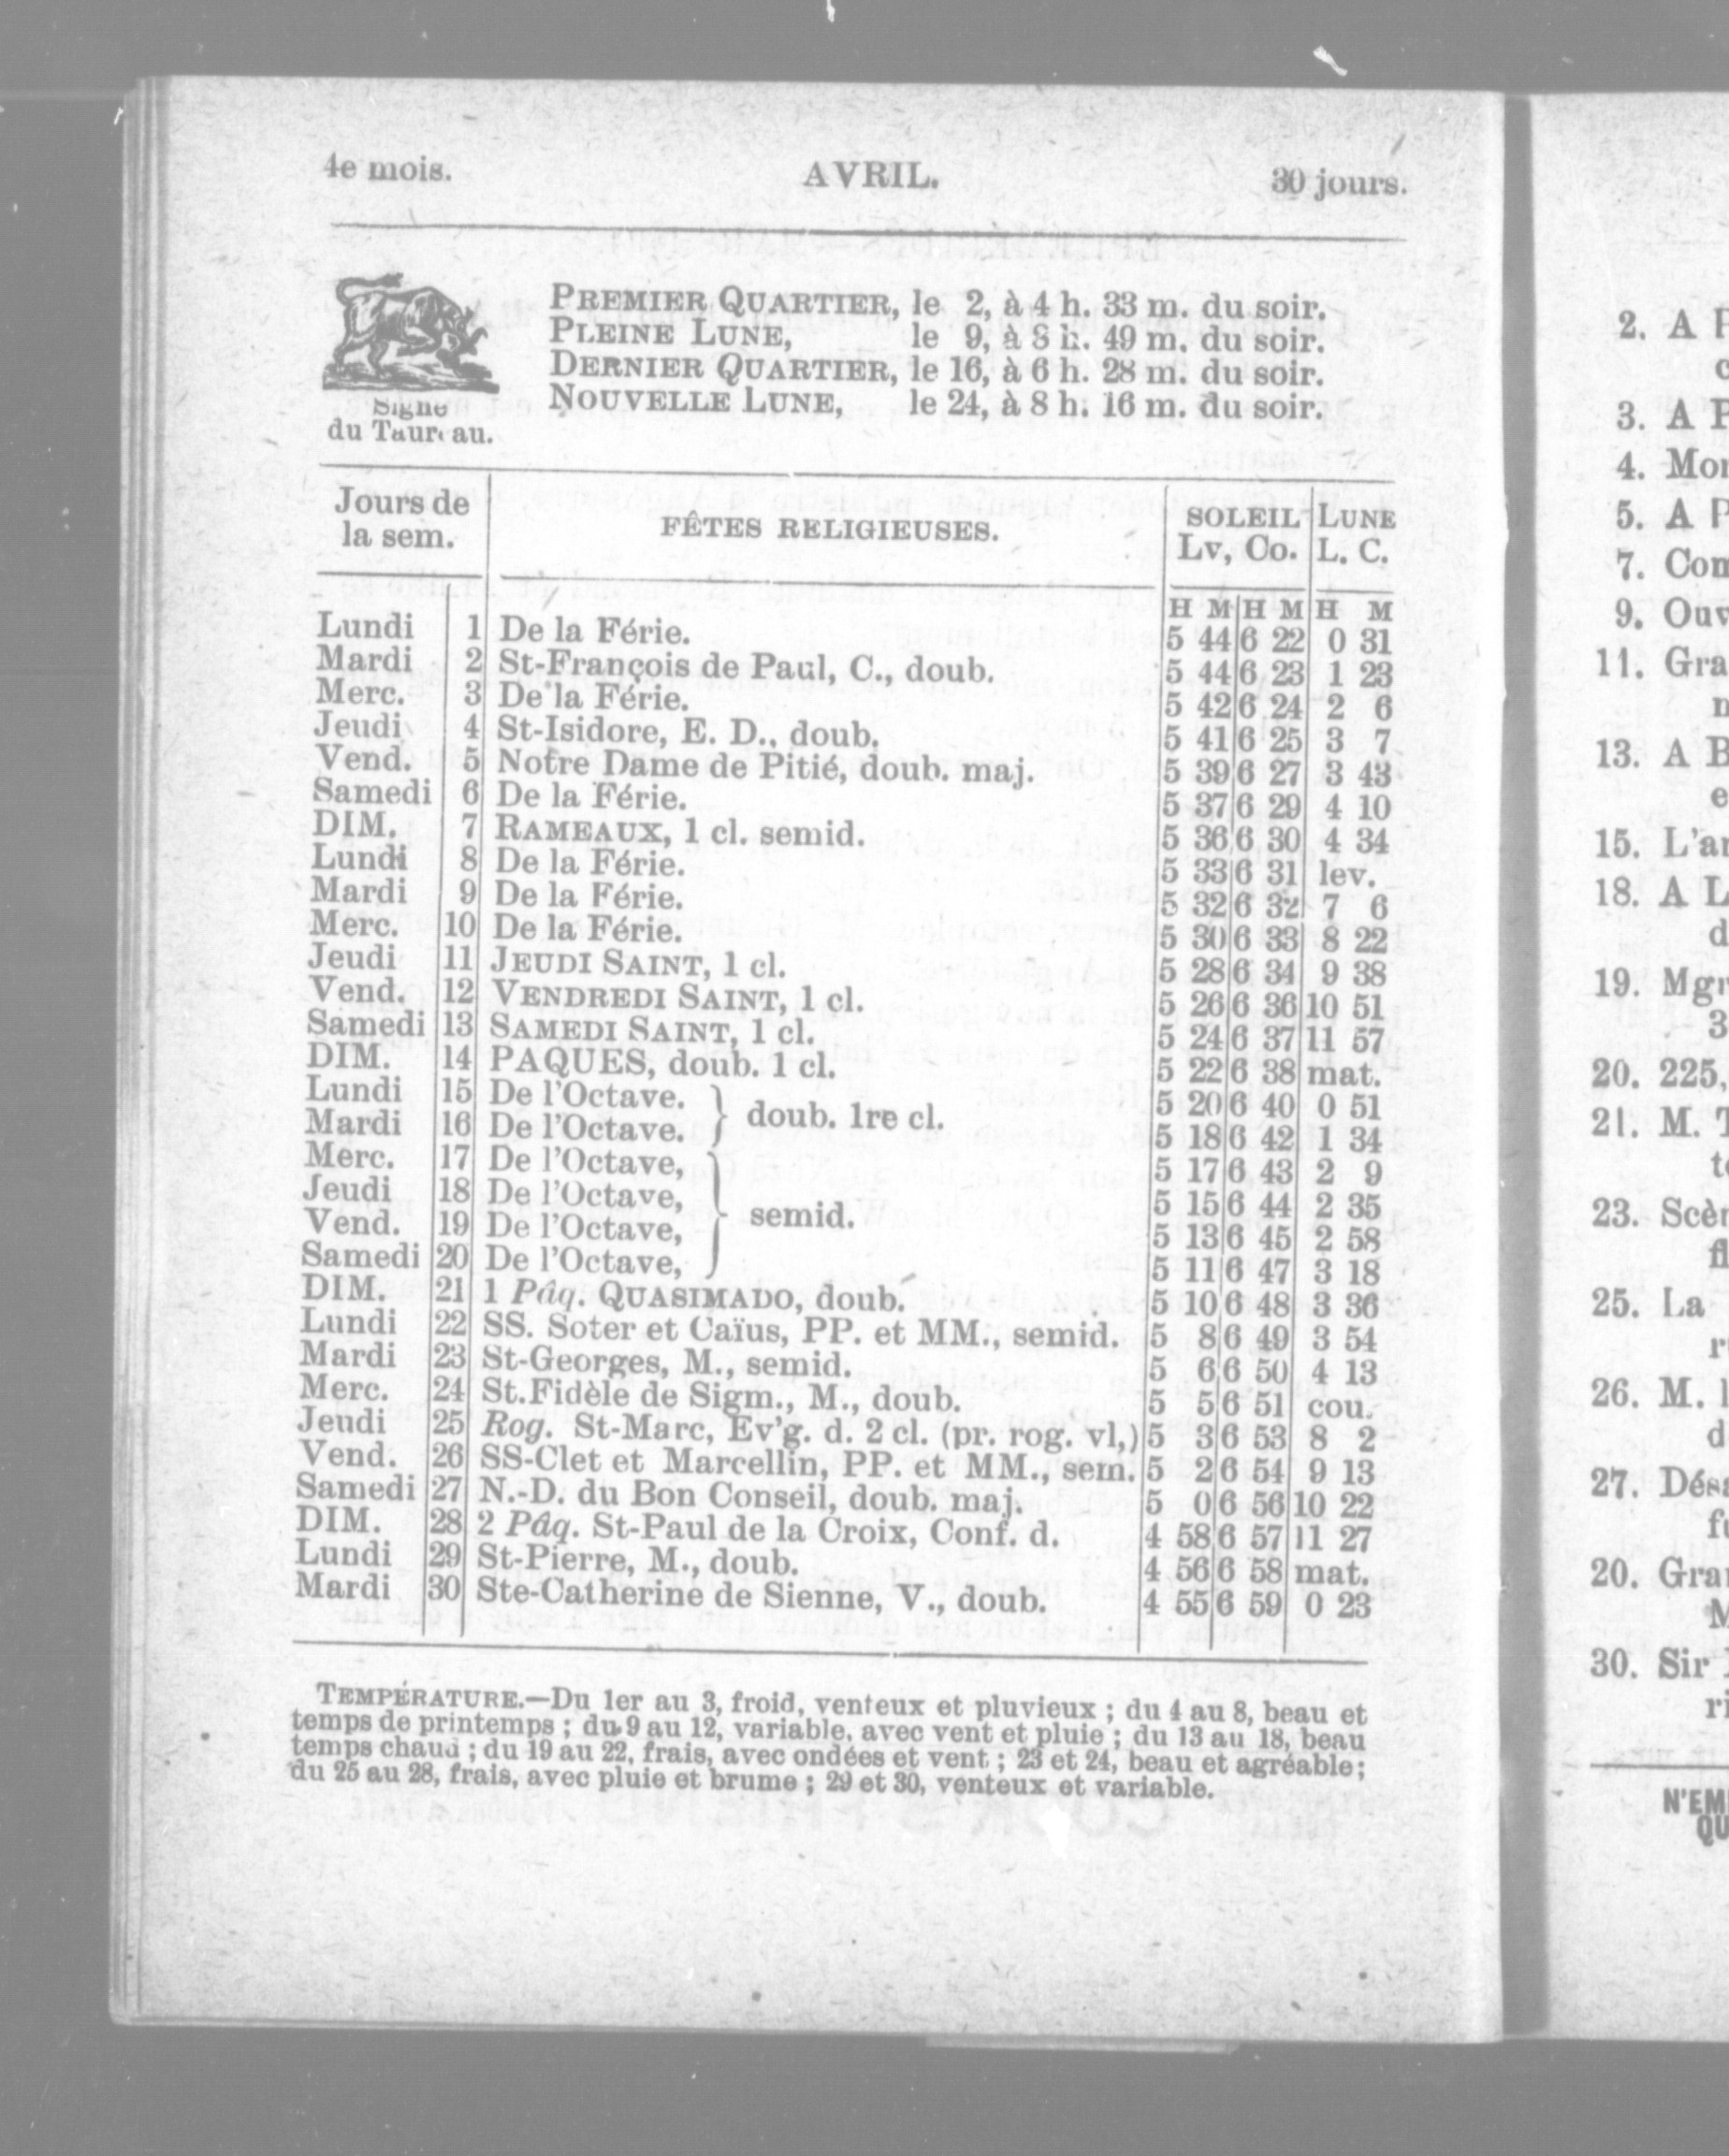 4e mois. AVRIL. 30 jours.
PREMIER QUARTIER, le 2, à 4 h. 33 m. du soir.
PLEINE LUNE, le 9, à 8 h. 49 m. du soir.
DERNIER QUARTIER, le 16, à 6 h. 28 m. du soir.
NOUVELLE LUNE, le 24, à 8 h. 16 m. du soir.
Signe
du Taureau.
Jours de la sem. FÊTES RELIGIEUSES. SOLEIL LUNE
Lv, Co. L. C.
H M H M H M
Lundi 1 De la Férie. 5 44 6 22 0 31
Mardi 2 St-François de Paul, C., doub. 5 44 6 23 1 23
Merc. 3 De la Férie. 5 42 6 24 2 6
Jeudi 4 St-Isidore, E. D., doub. 5 41 6 25 3 7
Vend. 5 Notre Dame de Pitié, doub. maj. 5 39 6 27 3 43
Samedi 6 De la Férie. 5 37 6 29 4 10
DIM. 7 RAMEAUX, 1 cl. semid. 5 36 6 30 4 34
Lundi 8 De la Férie. 5 33 6 31 lev.
Mardi 9 De la Férie. 5 32 6 32 7 6
Merc. 10 De la Férie. 5 30 6 33 8 22
Jeudi 11 JEUDI SAINT, 1 cl. 5 28 6 34 9 38
Vend. 12 VENDREDI SAINT, 1 cl. 5 26 6 36 10 51
Samedi 13 SAMEDI SAINT, 1 cl. 5 24 6 37 11 57
DIM. 14 PAQUES, doub. 1 cl. 5 22 6 38 mat.
Lundi 15 De l'Octave. } doub. 1re cl. 5 20 6 40 0 51
Mardi 16 De l'Octave. 5 18 6 42 1 34
Merc. 17 De l'Octave, 5 17 6 43 2 9
Jeudi 18 De l'Octave, } semid. 5 15 6 44 2 35
Vend. 19 De l'Octave, 5 13 6 45 2 58
Samedi 20 De l'Octave, 5 11 6 47 3 18
DIM. 21 1 Pâq. QUASIMADO, doub. 5 10 6 48 3 36
Lundi 22 SS. Soter et Caïus, PP. et MM., semid. 5 8 6 49 3 54
Mardi 23 St-Georges, M., semid. 5 6 6 50 4 13
Merc. 24 St.Fidèle de Sigm., M., doub. 5 5 6 51 cou.
Jeudi 25 Rog. St-Marc, Ev'g. d. 2 cl. (pr. rog. vl,) 5 3 6 53 8 2
Vend. 26 SS-Clet et Marcellin, PP. et MM., sem. 5 2 6 54 9 13
Samedi 27 N.-D. du Bon Conseil, doub. maj. 5 0 6 56 10 22
DIM. 28 2 Pâq. St-Paul de la Croix, Conf. d. 4 58 6 57 11 27
Lundi 29 St-Pierre, M., doub. 4 56 6 58 mat.
Mardi 30 Ste-Catherine de Sienne, V., doub. 4 55 6 59 0 23
TEMPÉRATURE.—Du 1er au 3, froid, venteux et pluvieux ; du 4 au 8, beau et
temps de printemps ; du 9 au 12, variable, avec vent et pluie ; du 13 au 18, beau
temps chaud ; du 19 au 22, frais, avec ondées et vent ; 23 et 24, beau et agréable ;
du 25 au 28, frais, avec pluie et brume ; 29 et 30, venteux et variable.
2. A
3. A
4.
5. A
7.
9.
11.
13. A
15.
18. A
19. Mgr
3
20. 225,
21. M.
23.
25. La
26. M.
27.
20.
30. Sir